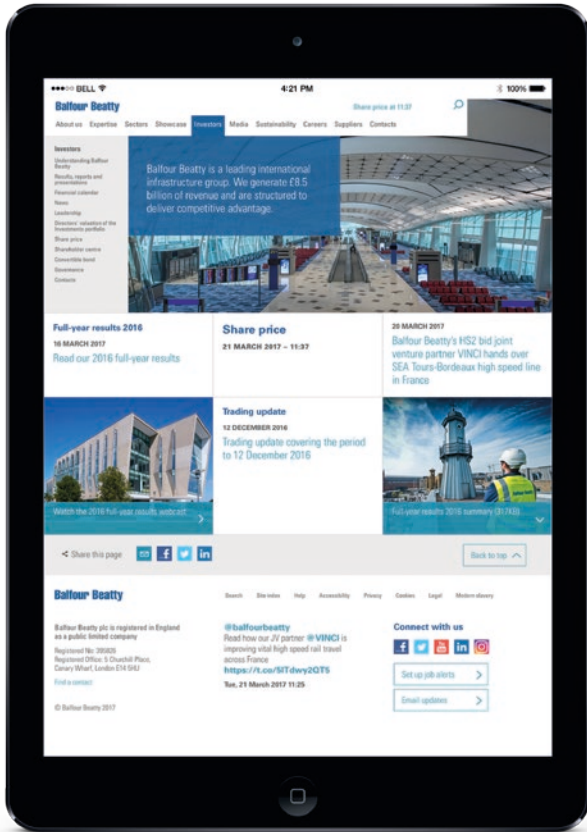 BELL
4:21 PM
100%
Balfour Beatty
Share price at 11:37
About us Expertise Sectors Showcase Investors Media Sustainability Careers Suppliers Contacts
Investors
Understanding Balfour
Beatty
Results, reports and
presentations
Financial calendar
News
Leadership
Directors' valuation of the
Investments portfolio
Share price
Shareholder centre
Convertible bond
Governance
Contacts
Balfour Beatty is a leading international
infrastructure group. We generate £8.5
billion of revenue and are structured to
deliver competitive advantage.
Full-year results 2016
16 MARCH 2017
Read our 2016 full-year results
Share price
21 MARCH 2017 – 11:37
20 MARCH 2017
Balfour Beatty's HS2 bid joint
venture partner VINCI hands over
SEA Tours-Bordeaux high speed line
in France
Watch the 2016 full-year results webcast
Trading update
12 DECEMBER 2016
Trading update covering the period
to 12 December 2016
Full-year results 2016 summary (317KB)
Share this page
Back to top
Balfour Beatty
Search Site index Help Accessibility Privacy Cookies Legal Modern slavery
Balfour Beatty plc is registered in England
as a public limited company
Registered No: 395826
Registered Office: 5 Churchill Place,
Canary Wharf, London E14 5HU
Find a contact
© Balfour Beatty 2017
@balfourbeatty
Read how our JV partner @VINCI is
improving vital high speed rail travel
across France
https://t.co/5ITdwy2QT5
Tue, 21 March 2017 11:25
Connect with us
Set up job alerts
Email updates